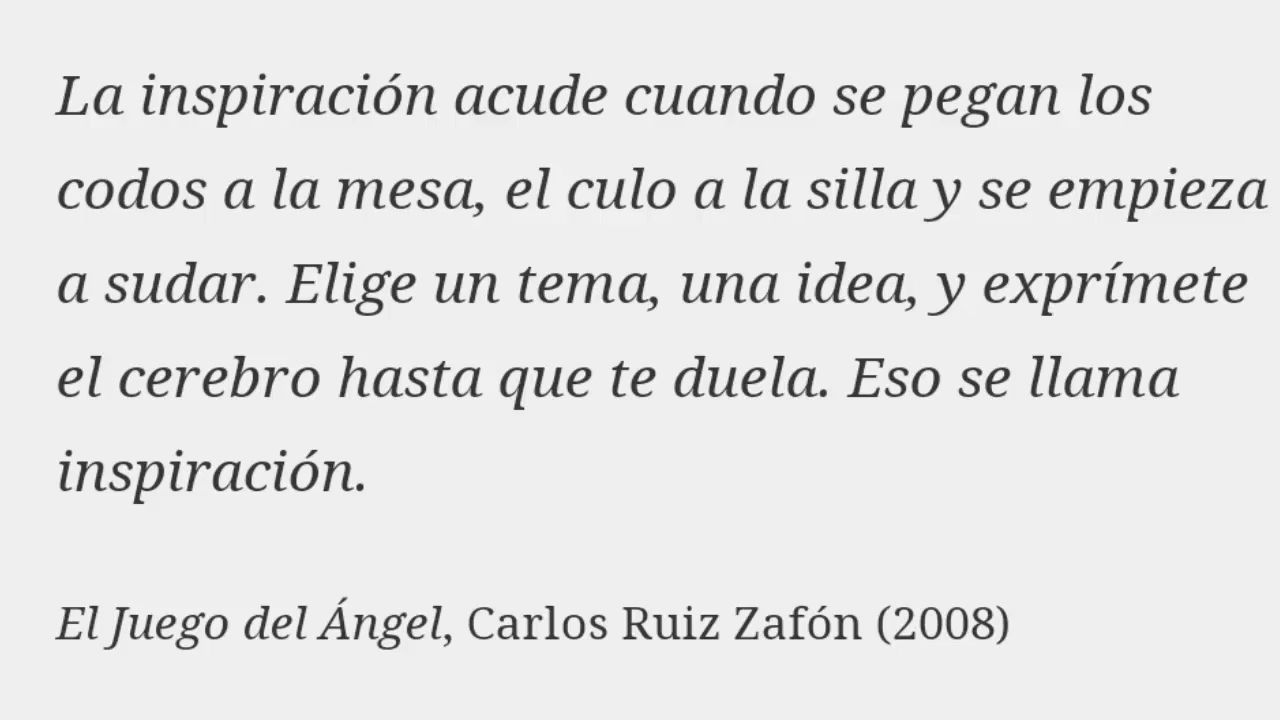 La inspiración acude cuando se pegan los
codos a la mesa, el culo a la silla y se empieza
a sudar. Elige un tema, una idea, y exprímete
el cerebro hasta que te duela. Eso se llama
inspiración.
El Juego del Ángel, Carlos Ruiz Zafón (2008)